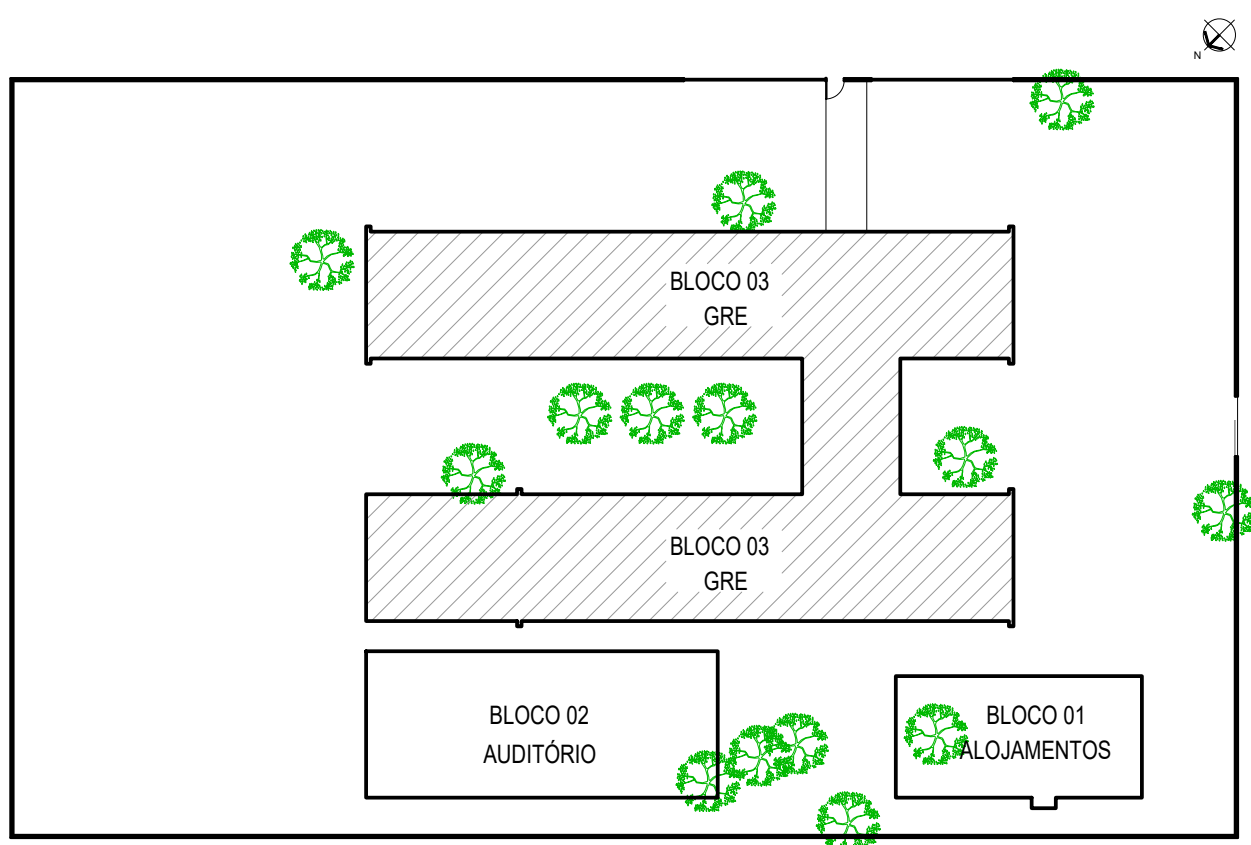 N
BLOCO 03
GRE
BLOCO 03
GRE
BLOCO 02
AUDITÓRIO
BLOCO 01
ALOJAMENTOS